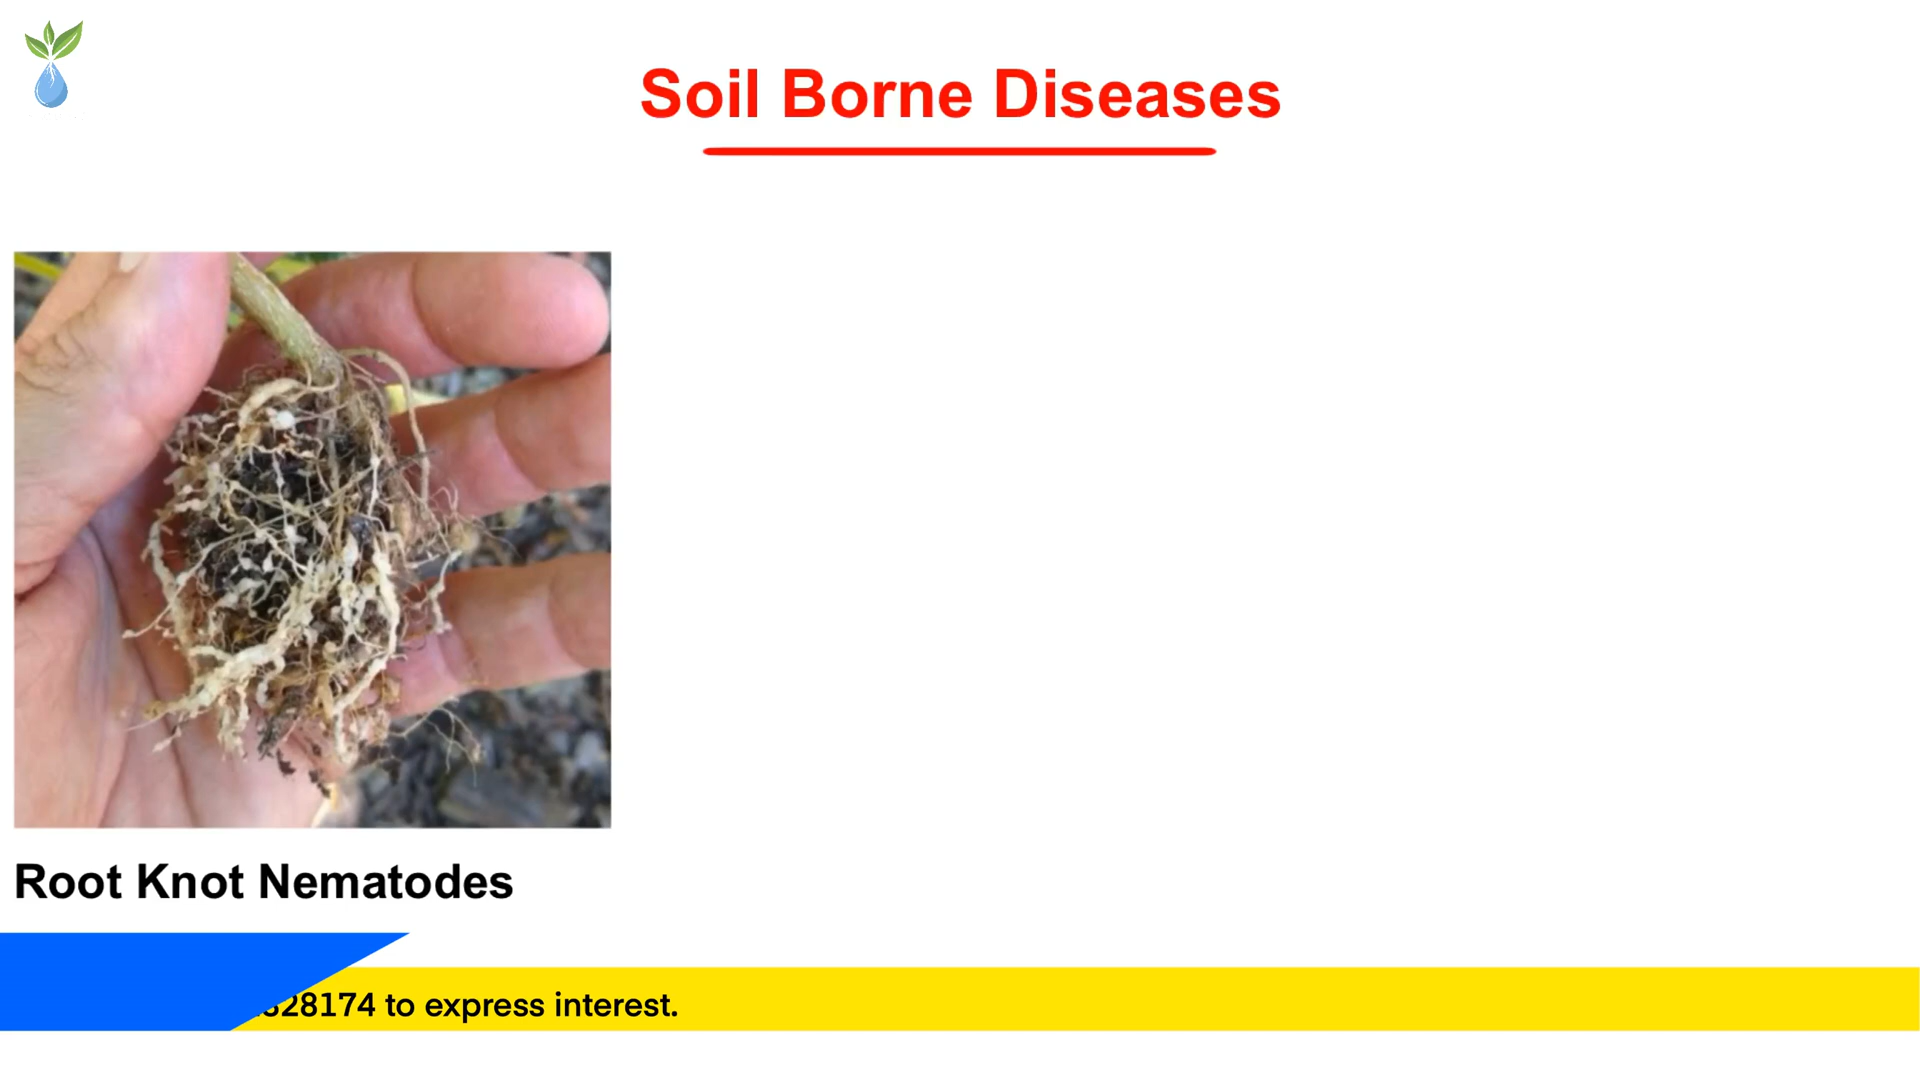 Soil Borne Diseases
Root Knot Nematodes
28174 to express interest.